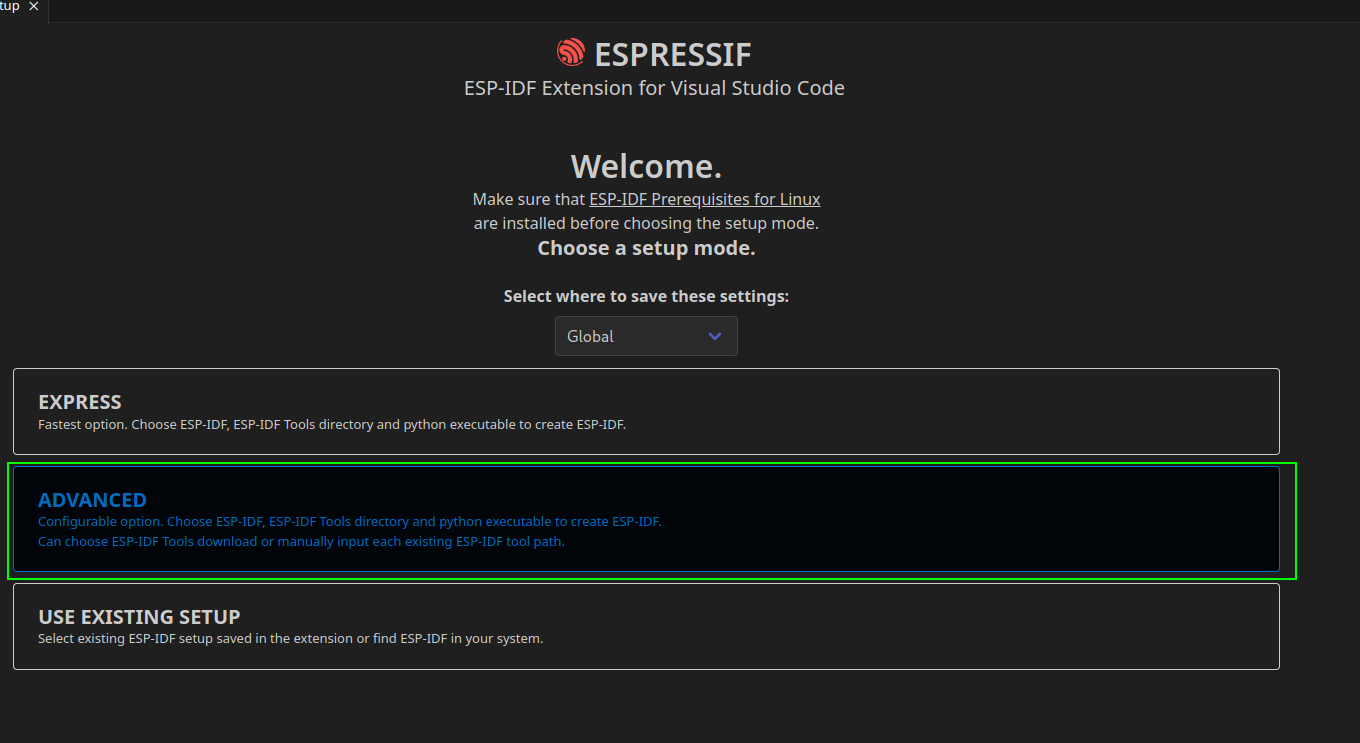 tup
ESPRESSIF
ESP-IDF Extension for Visual Studio Code
Welcome.
Make sure that ESP-IDF Prerequisites for Linux
are installed before choosing the setup mode.
Choose a setup mode.
Select where to save these settings:
Global
EXPRESS
Fastest option. Choose ESP-IDF, ESP-IDF Tools directory and python executable to create ESP-IDF.
ADVANCED
Configurable option. Choose ESP-IDF, ESP-IDF Tools directory and python executable to create ESP-IDF.
Can choose ESP-IDF Tools download or manually input each existing ESP-IDF tool path.
USE EXISTING SETUP
Select existing ESP-IDF setup saved in the extension or find ESP-IDF in your system.